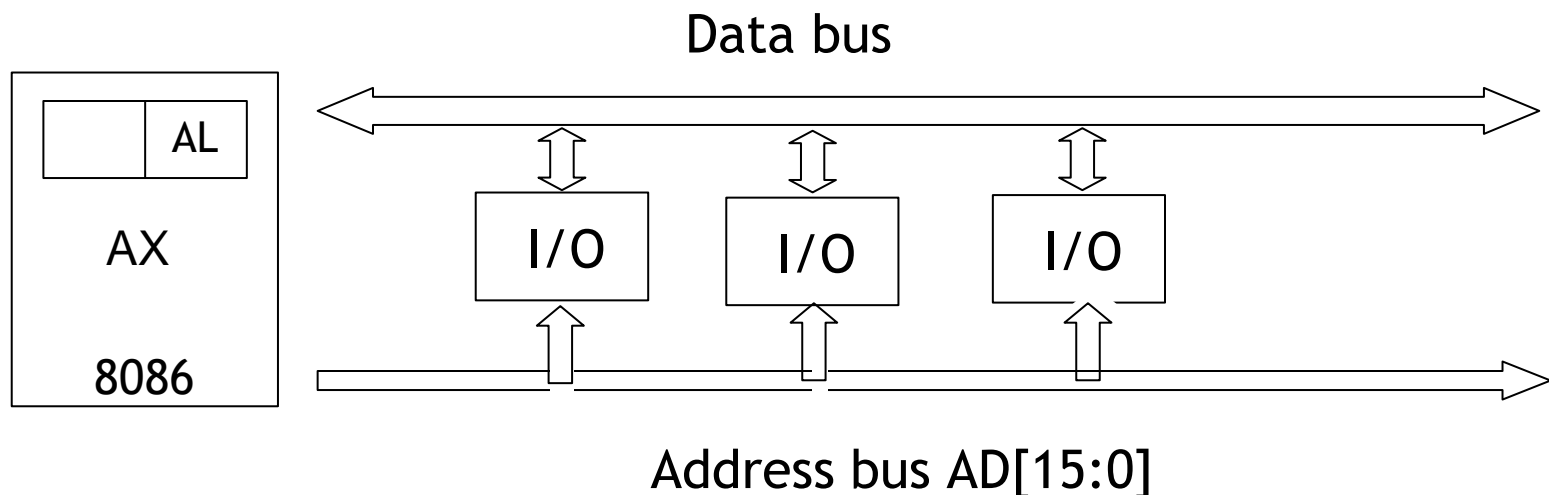 Data bus
AL
AX
8086
I/O
I/O
I/O
Address bus AD[15:0]